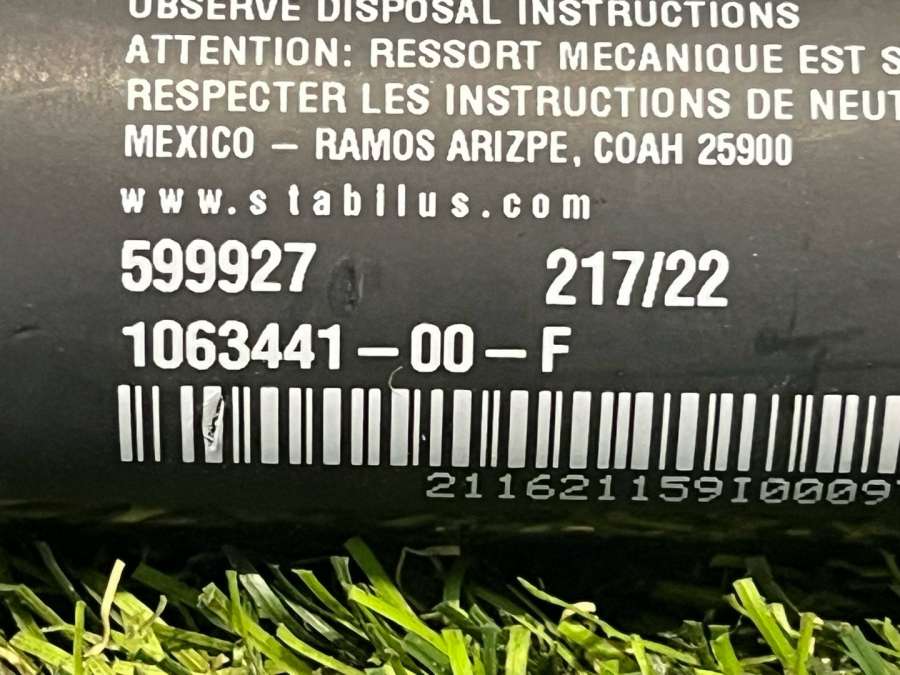 OBSERVE DISPOSAL INSTRUCTIONS
ATTENTION: RESSORT MECANIQUE EST
RESPECTER LES INSTRUCTIONS DE
MEXICO – RAMOS ARIZPE, COAH 25900
www.stabilus.com
599927 217/22
1063441–00–F
211621159I0009